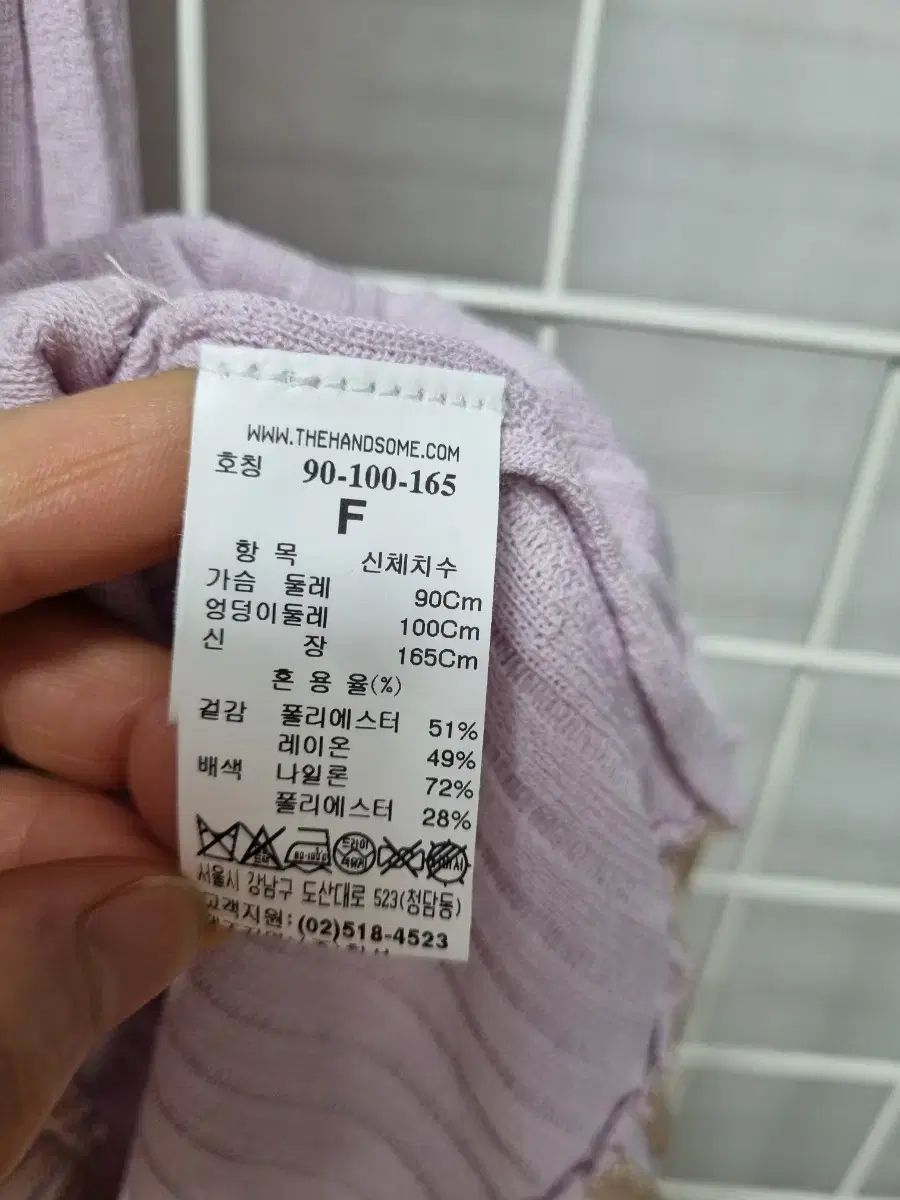 WWW.THEHANDSOME.COM
호칭 90-100-165
F
항 목 신체치수
가슴 둘레 90Cm
엉덩이둘레 100Cm
신 장 165Cm
혼 용 율(%)
겉감 폴리에스터 51%
레이온 49%
배색 나일론 72%
폴리에스터 28%
드라이
서울시 강남구 도산대로 523(청담동)
고객지원: (02)518-4523